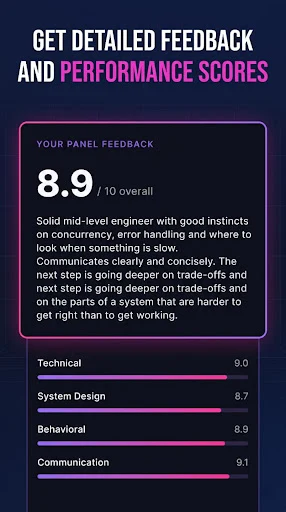 GET DETAILED FEEDBACK
AND PERFORMANCE SCORES
YOUR PANEL FEEDBACK
8.9 / 10 overall
Solid mid-level engineer with good instincts
on concurrency, error handling and where to
look when something is slow.
Communicates clearly and concisely. The
next step is going deeper on trade-offs and
next step is going deeper on trade-offs and
on the parts of a system that are harder to
get right than to get working.
Technical 9.0
System Design 8.7
Behavioral 8.9
Communication 9.1